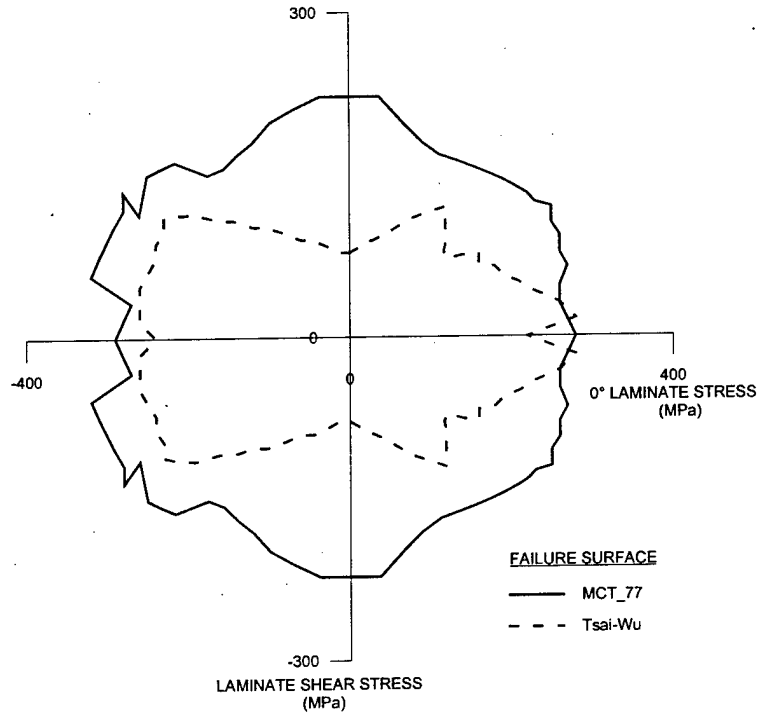 300
0
-400
0
400
0° LAMINATE STRESS
(MPa)
FAILURE SURFACE
MCT_77
Tsai-Wu
-300
LAMINATE SHEAR STRESS
(MPa)